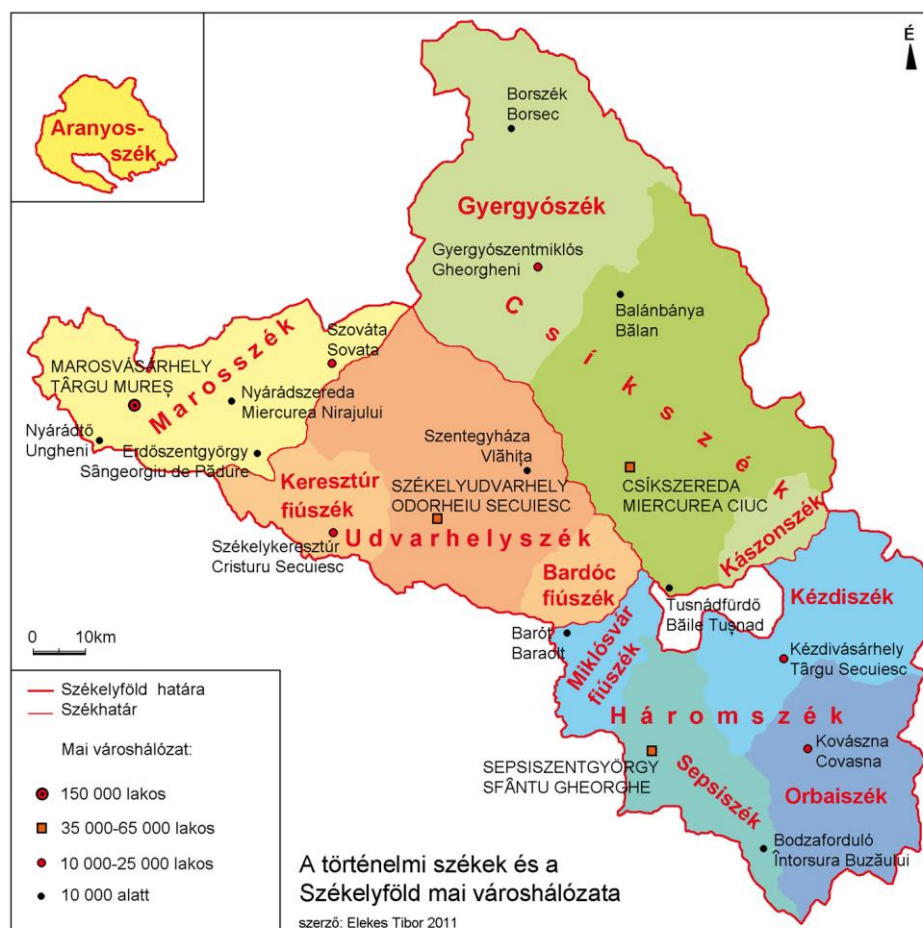 É
Aranyos-
szék
Borszék
Borsec
Gyergyószék
Gyergyószentmiklós
Gheorgheni
Csíkszék
Balánbánya
Bălan
Szováta
Sovata
MAROSVÁSÁRHELY
TÂRGU MUREȘ
Marosszék
Nyárádszereda
Miercurea Nirajului
Nyárádtő
Ungheni
Erdőszentgyörgy
Sângeorgiu de Pădure
Szentegyháza
Vlăhița
Keresztúr
fiúszék
SZÉKELYUDVARHELY
ODORHEIU SECUIESC
CSÍKSZEREDA
MIERCUREA CIUC
Kászonszék
Udvarhelyszék
Székelykeresztúr
Cristuru Secuiesc
Bardóc
fiúszék
Tusnádfürdő
Băile Tușnad
Kézdiszék
0 10km
Barót
Baraolt
Miklósvár
fiúszék
Kézdivásárhely
Târgu Secuiesc
Háromszék
Kovászna
Covasna
SEPSISZENTGYÖRGY
SFÂNTU GHEORGHE
Sepsiszék
Orbaiszék
Bodzaforduló
Întorsura Buzăului
Székelyföld határa
Székhatár
Mai városhálózat:
150 000 lakos
35 000-65 000 lakos
10 000-25 000 lakos
10 000 alatt
A történelmi székek és a
Székelyföld mai városhálózata
szerző: Elekes Tibor 2011